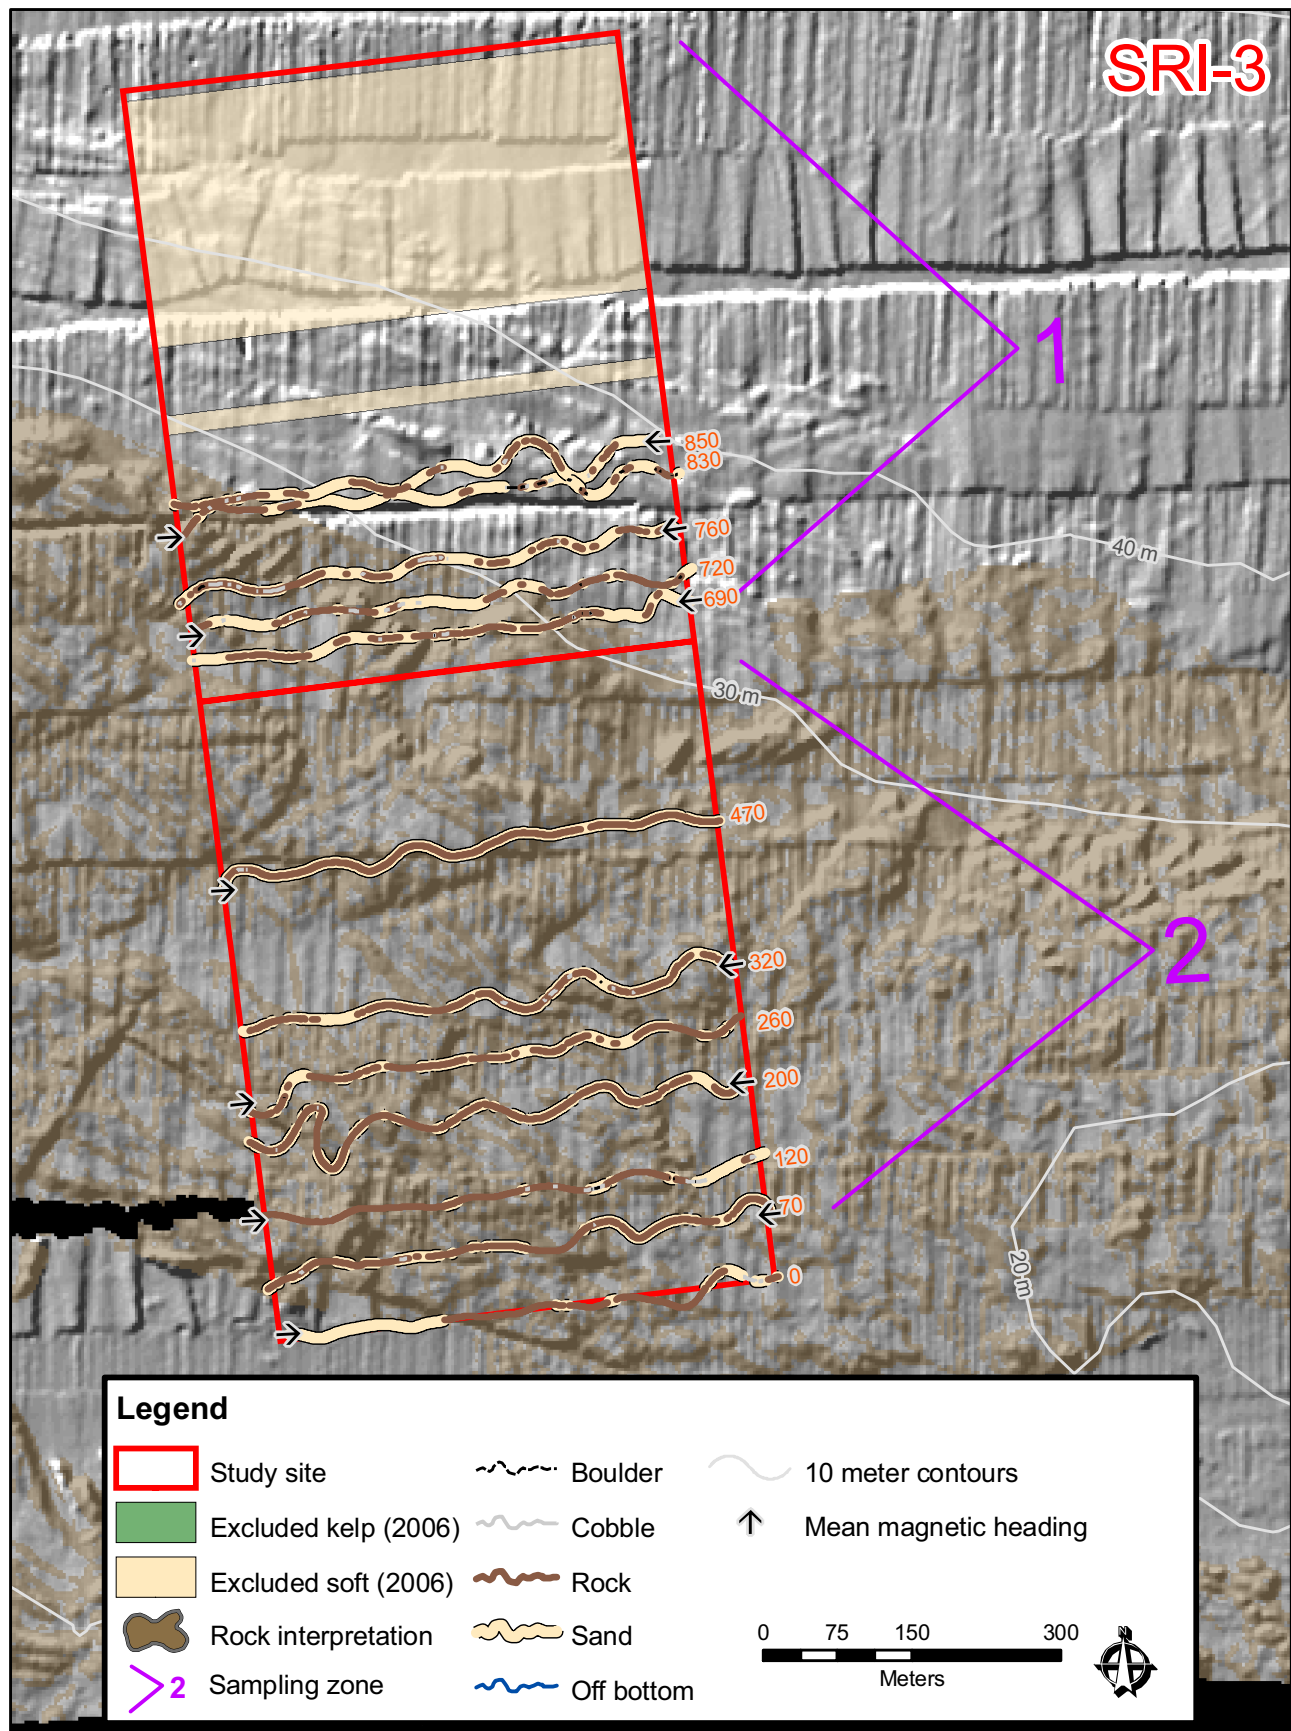 SRI-3
1
850
830
760
720
690
40 m
30 m
470
2
320
260
200
120
70
0
20 m
Legend
Study site
Excluded kelp (2006)
Excluded soft (2006)
Rock interpretation
2 Sampling zone
Boulder
Cobble
Rock
Sand
Off bottom
10 meter contours
Mean magnetic heading
0 75 150 300
Meters
N